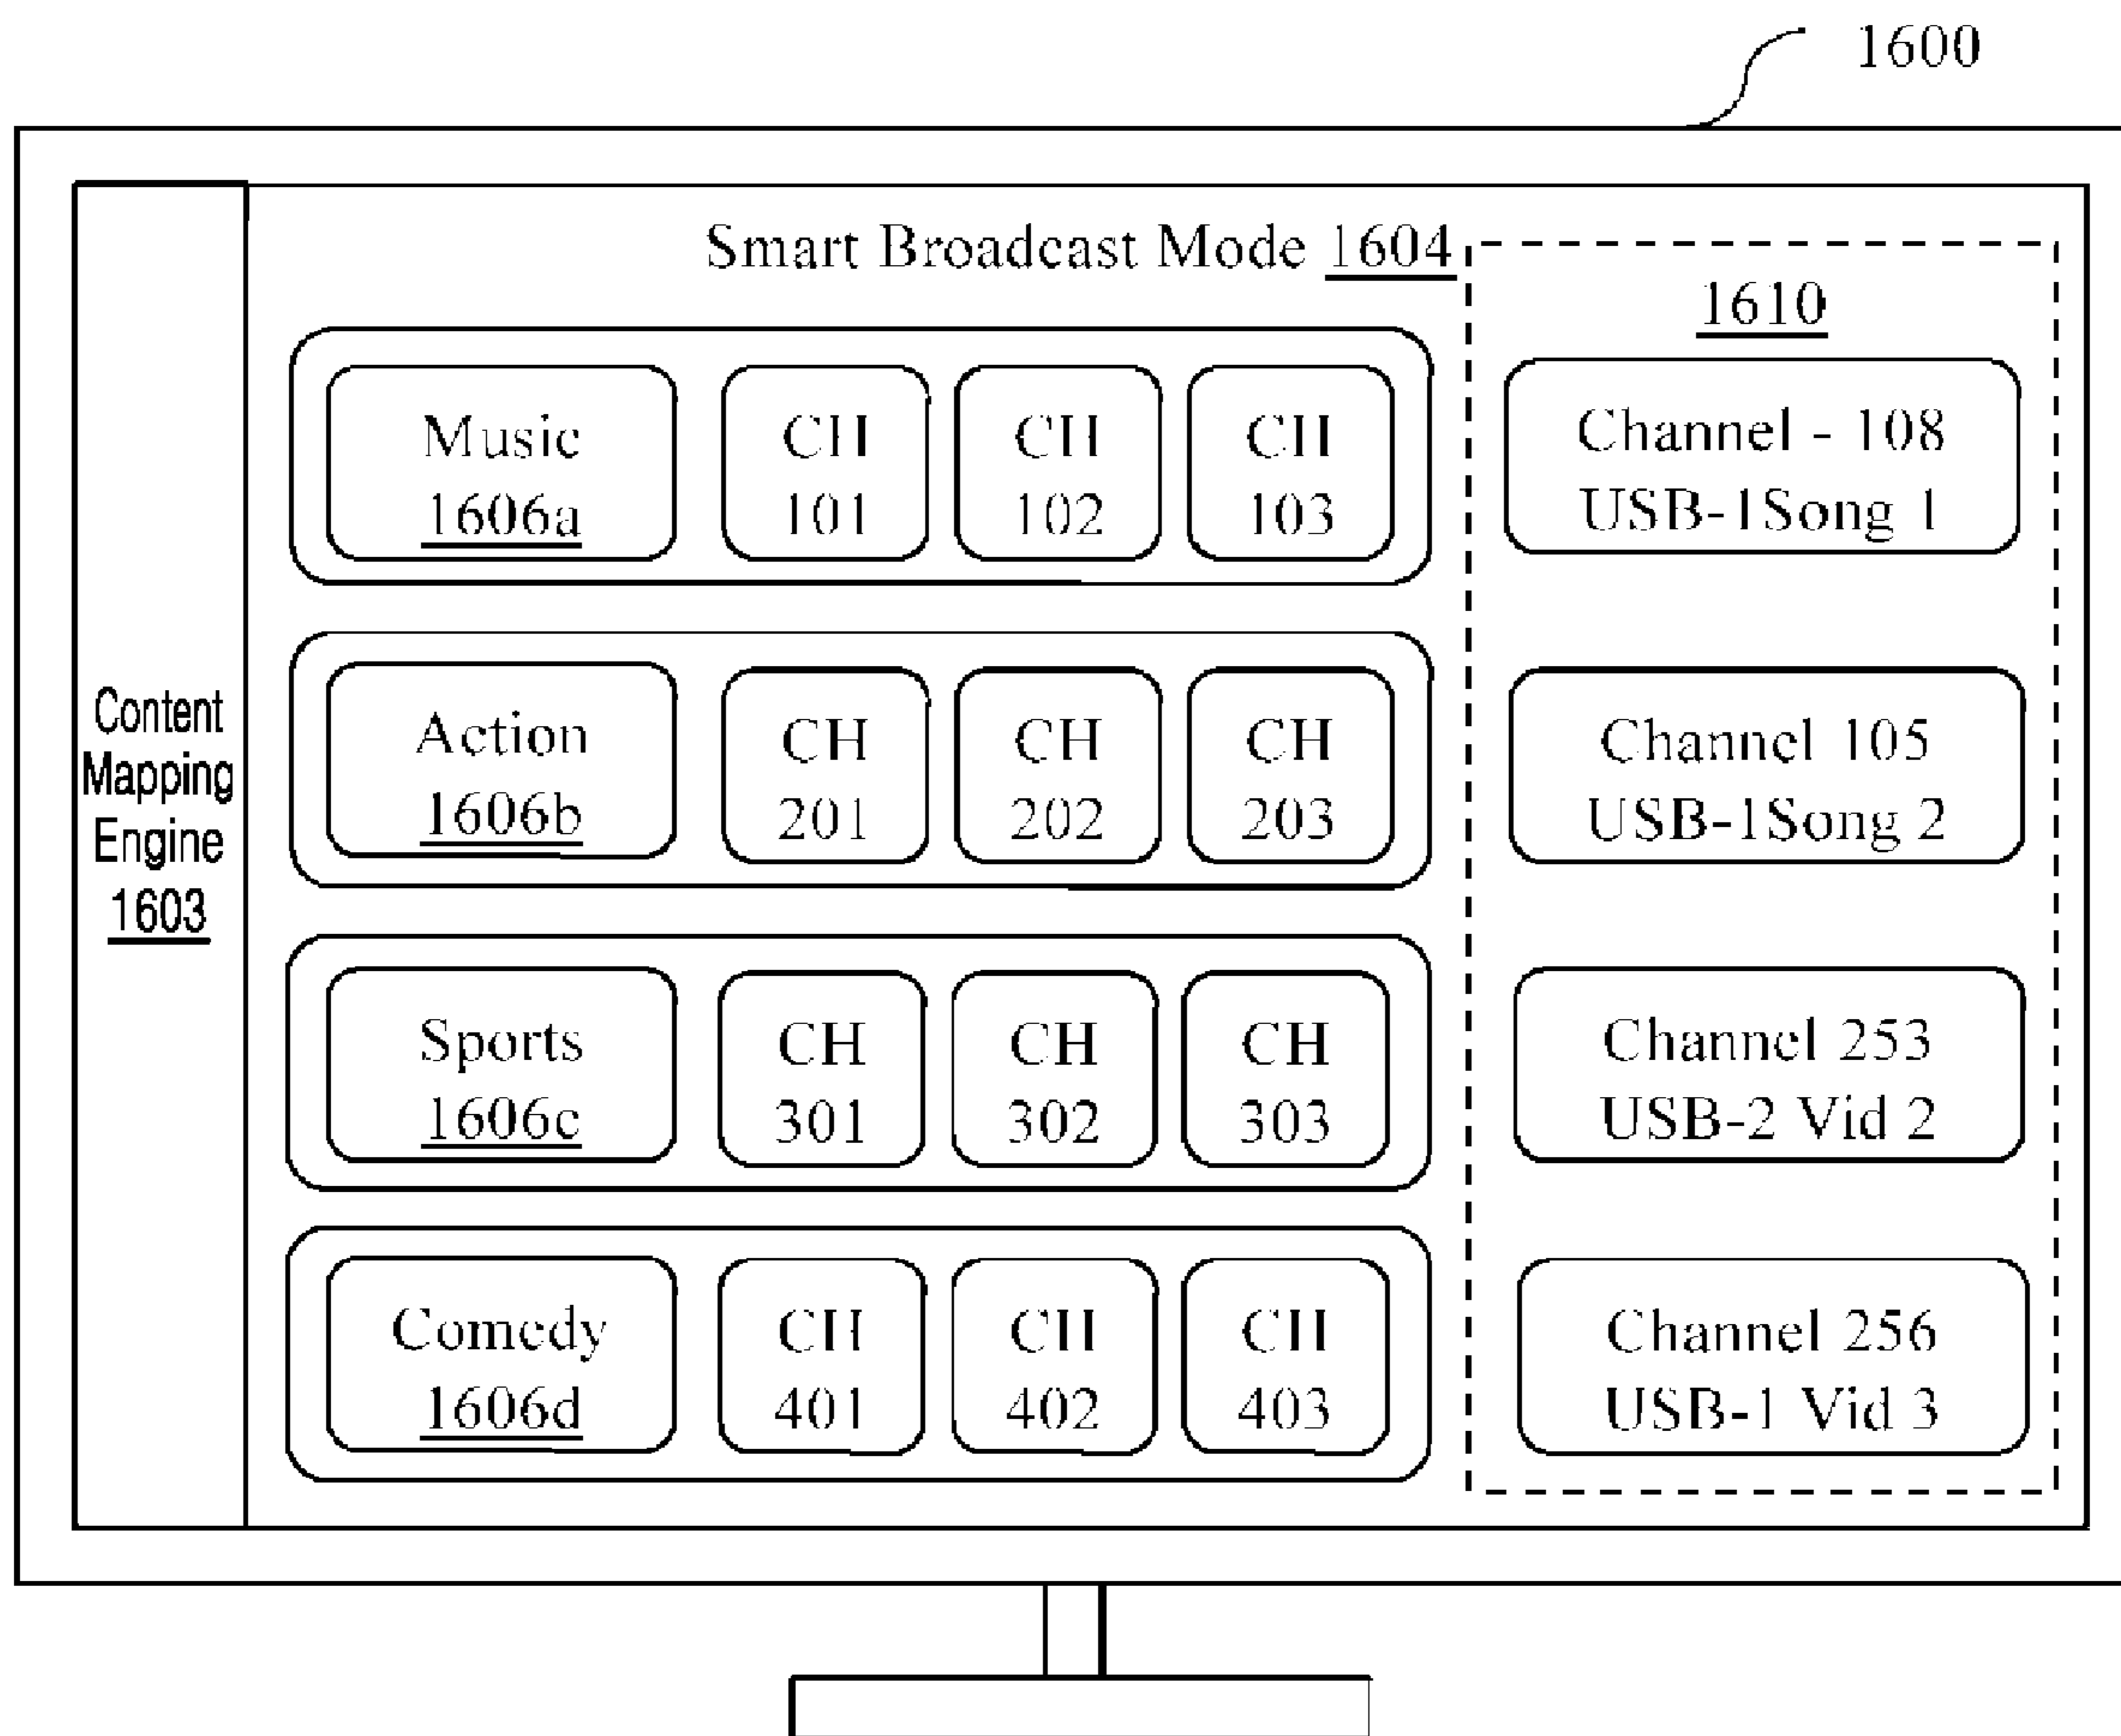 1600
Smart Broadcast Mode 1604
1610
Content
Mapping
Engine
1603
Music
1606a
CH
101
CH
102
CH
103
Channel - 108
USB-1Song 1
Action
1606b
CH
201
CH
202
CH
203
Channel 105
USB-1Song 2
Sports
1606c
CH
301
CH
302
CH
303
Channel 253
USB-2 Vid 2
Comedy
1606d
CH
401
CH
402
CH
403
Channel 256
USB-1 Vid 3